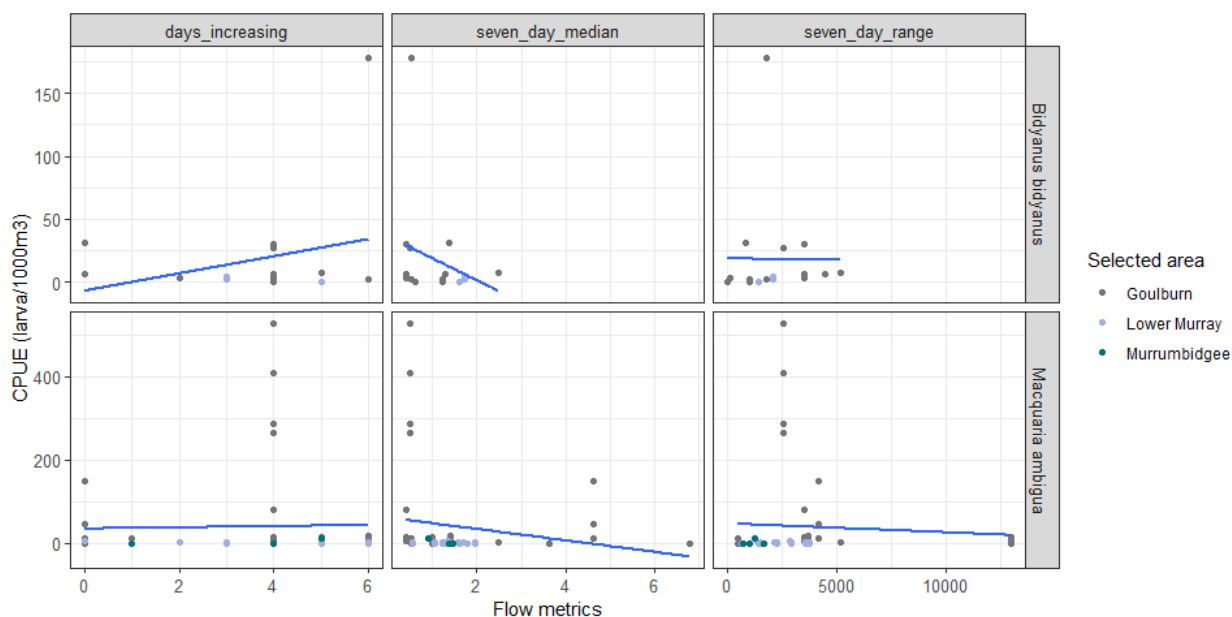 days_increasing
seven_day_median
seven_day_range
CPUE (larva/1000m3)
150
100
50
0
Bidyanus bidyanus
400
200
0
Macquaria ambigua
0 2 4 6
0 2 4 6
0 5000 10000
Flow metrics
Selected area
Goulburn
Lower Murray
Murrumbidgee